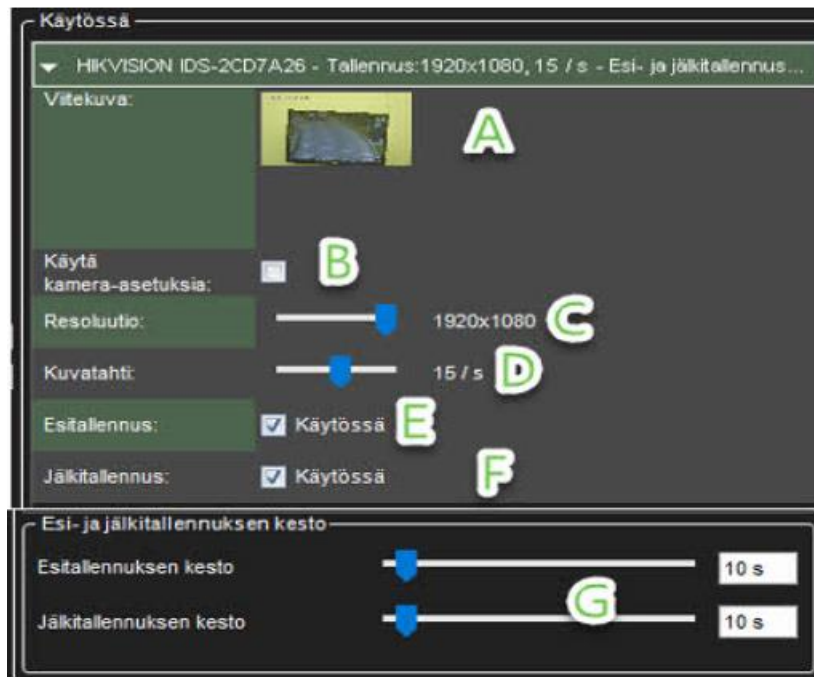 Käytössä
HIKVISION IDS-2CD7A26 - Tallennus:1920x1080, 15 / s - Esi- ja jälkitallennus...
Viitekuva:
A
Käytä
kamera-asetuksia:
B
Resoluutio:
1920x1080
C
Kuvatahti:
15 / s
D
Esitallennus:
Käytössä
E
Jälkitallennus:
Käytössä
F
Esi- ja jälkitallennuksen kesto
Esitallennuksen kesto
10 s
G
Jälkitallennuksen kesto
10 s